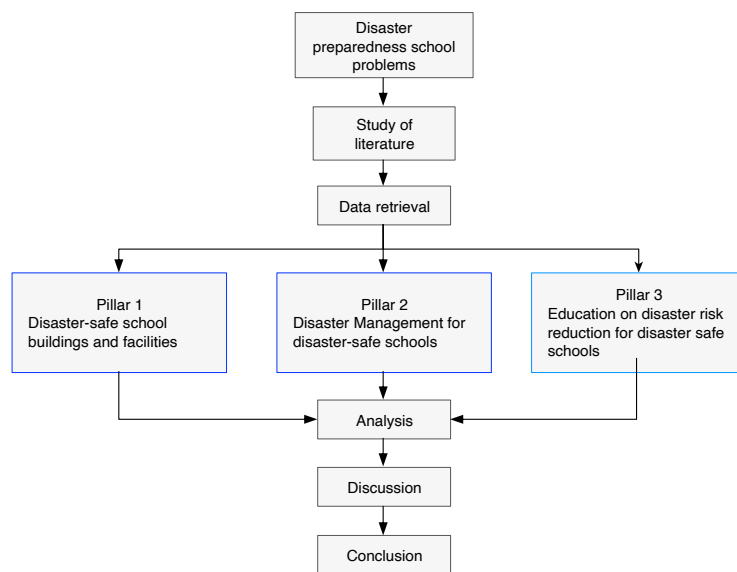 Disaster
preparedness school
problems
Study of
literature
Data retrieval
Pillar 1
Disaster-safe school
buildings and facilities
Pillar 2
Disaster Management for
disaster-safe schools
Pillar 3
Education on disaster risk
reduction for disaster safe
schools
Analysis
Discussion
Conclusion